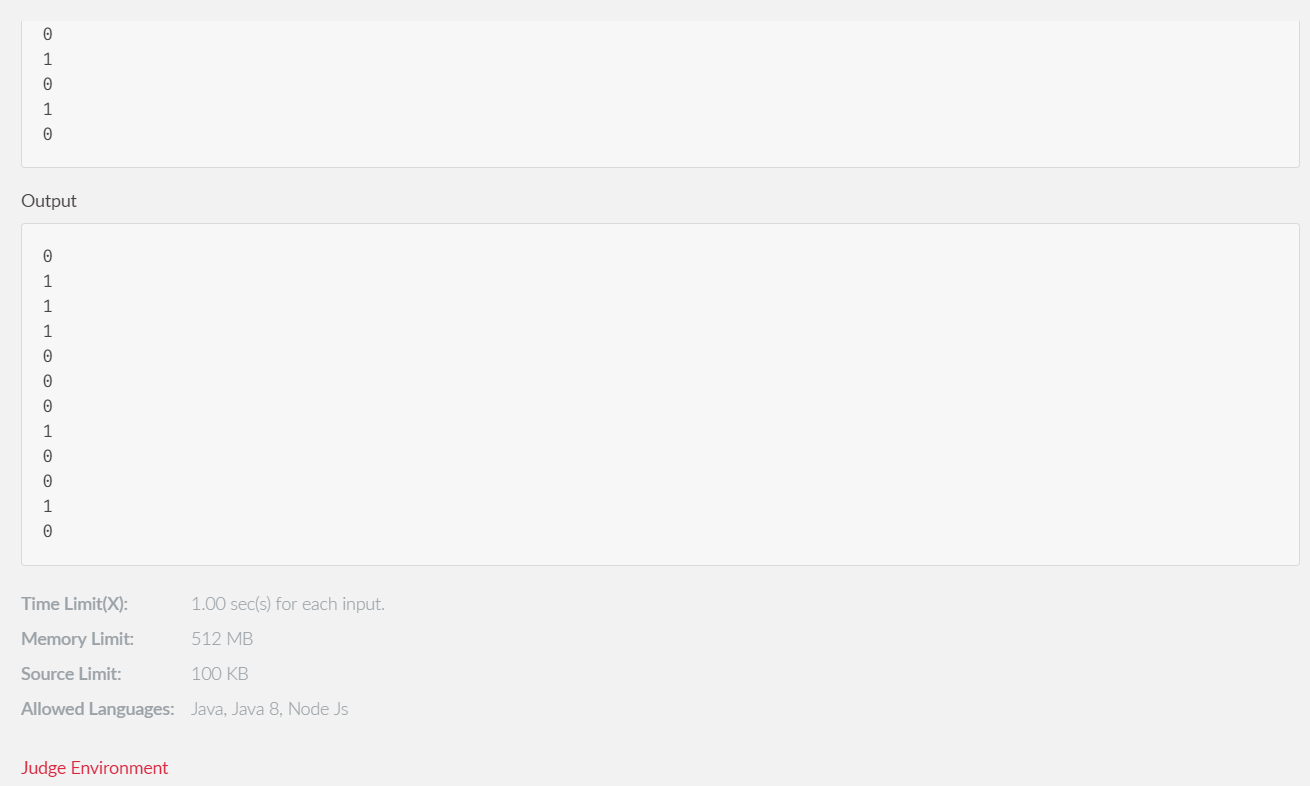 0
1
0
1
0
Output
0
1
1
1
0
0
0
1
0
0
1
0
Time Limit(X): 1.00 sec(s) for each input.
Memory Limit: 512 MB
Source Limit: 100 KB
Allowed Languages: Java, Java 8, Node Js
Judge Environment